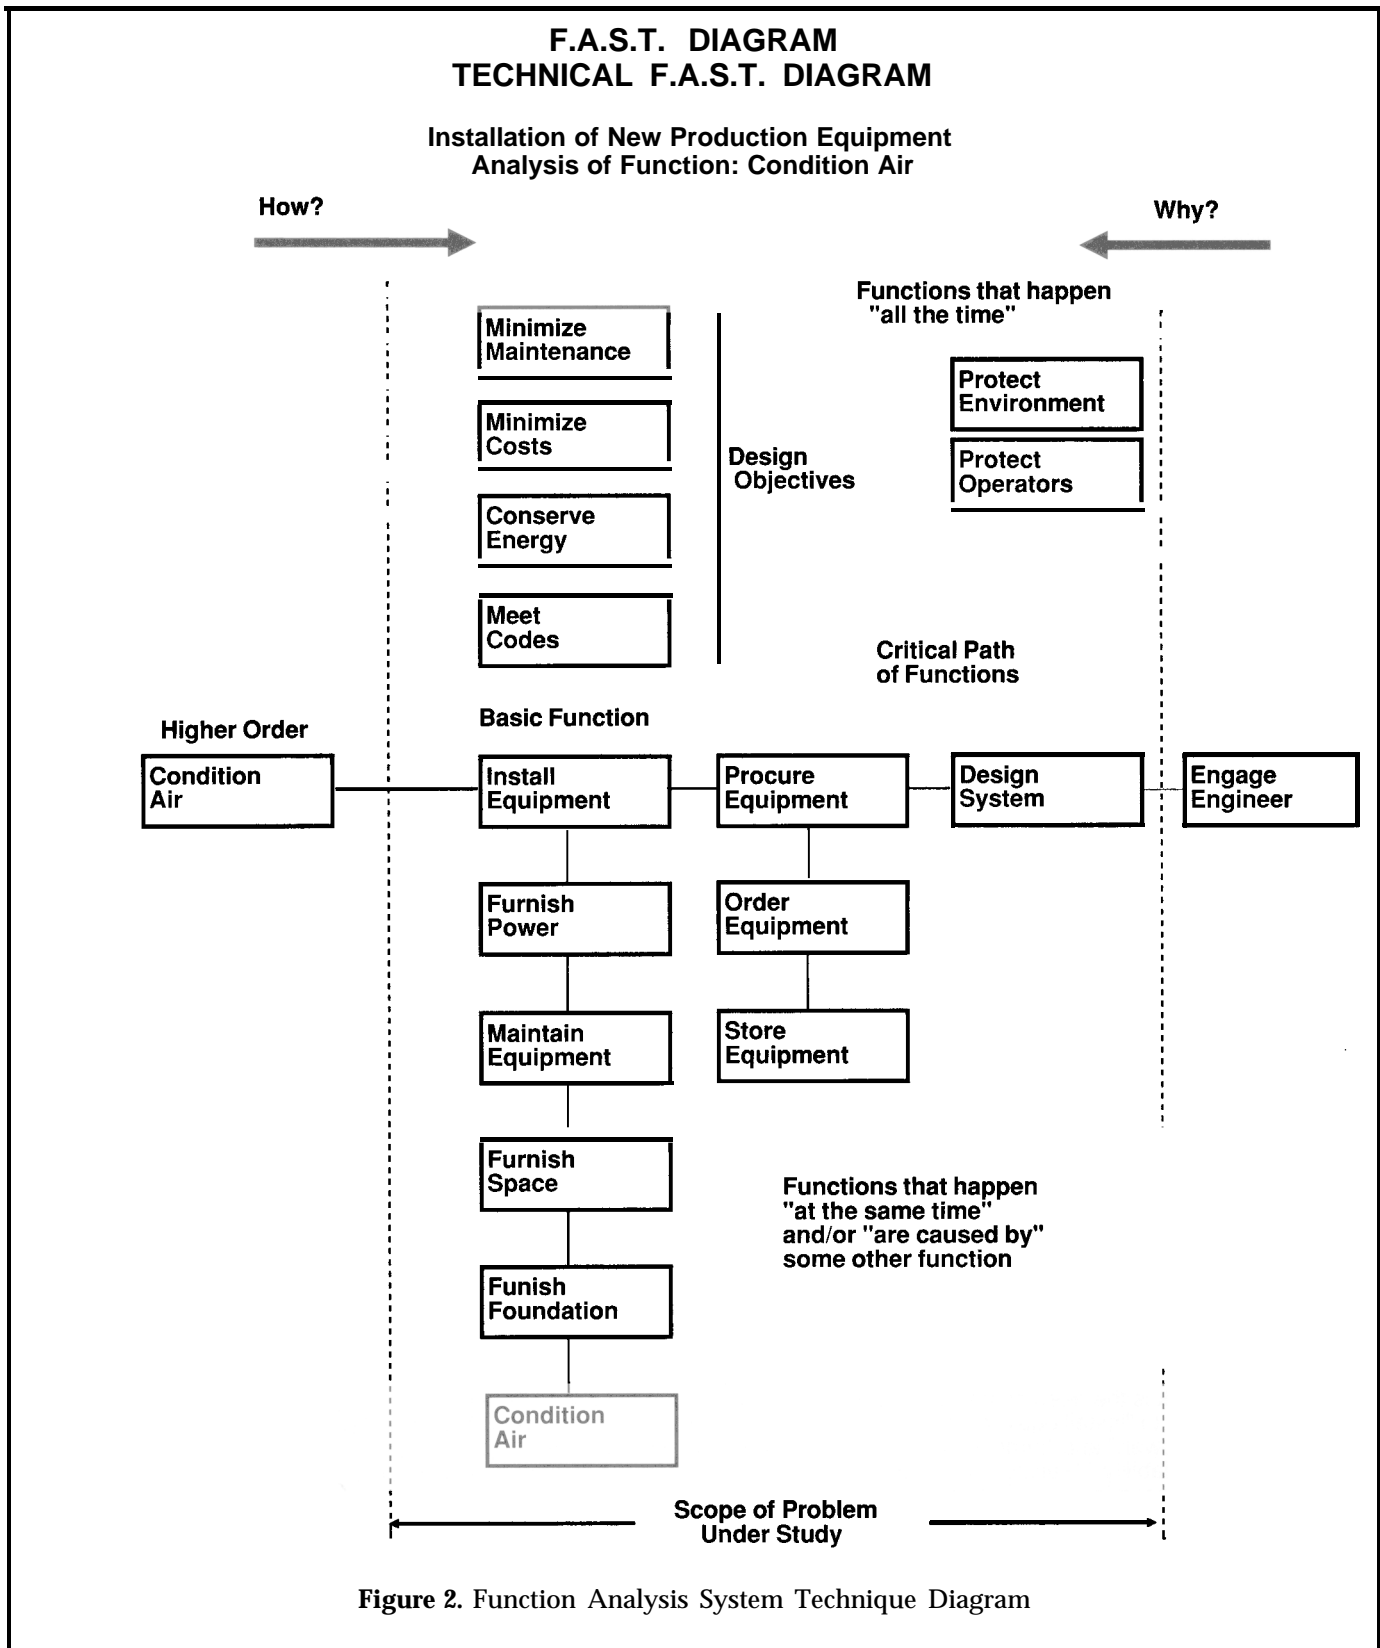 F.A.S.T. DIAGRAM
TECHNICAL F.A.S.T. DIAGRAM
Installation of New Production Equipment
Analysis of Function: Condition Air
How?
Why?
Functions that happen
"all the time"
Minimize
Maintenance
Minimize
Costs
Conserve
Energy
Meet
Codes
Design
Objectives
Protect
Environment
Protect
Operators
Critical Path
of Functions
Higher Order
Basic Function
Condition
Air
Install
Equipment
Procure
Equipment
Design
System
Engage
Engineer
Furnish
Power
Order
Equipment
Maintain
Equipment
Store
Equipment
Furnish
Space
Functions that happen
"at the same time"
and/or "are caused by"
some other function
Funish
Foundation
Condition
Air
Scope of Problem
Under Study
Figure 2. Function Analysis System Technique Diagram